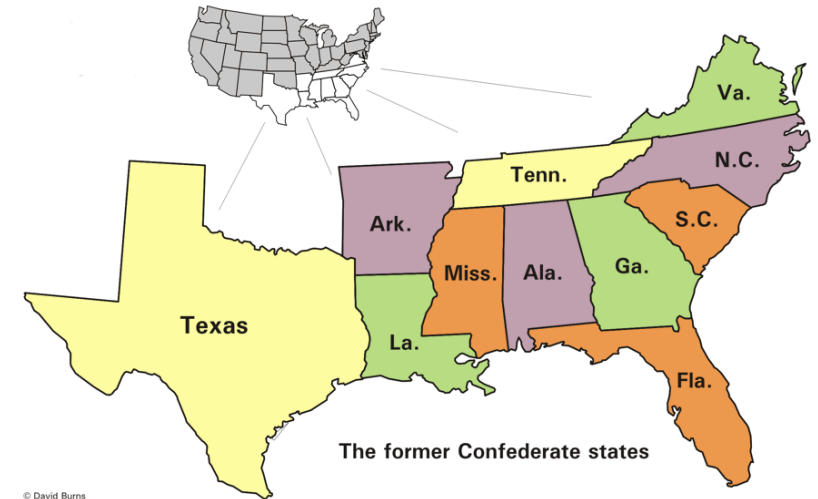 Va.
N.C.
Tenn.
S.C.
Ark.
Miss.
Ala.
Ga.
Texas
La.
Fla.
The former Confederate states
© David Burns